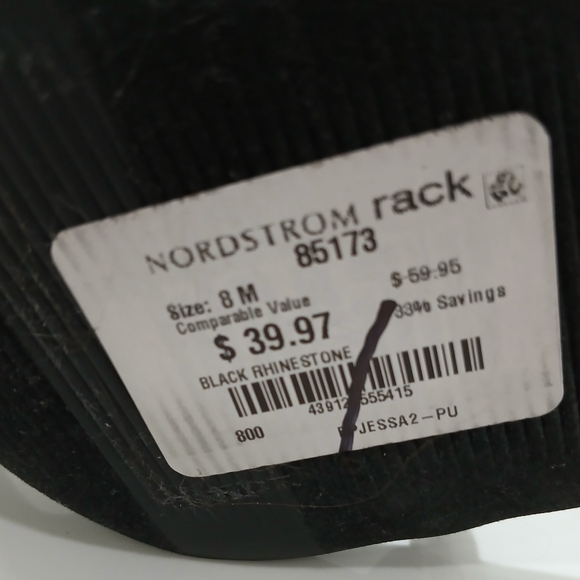 NORDSTROM rack
85173
Size: 8 M
Comparable Value $ 59.95
$ 39.97 33% Savings
BLACK RHINESTONE
800 JESSA2-PU